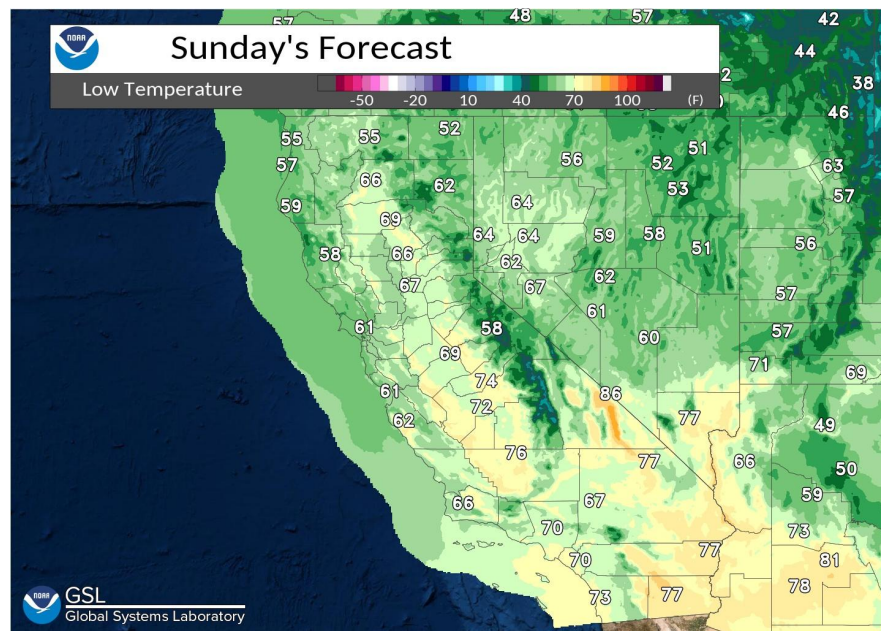 57 48 57 42
NOAA
Sunday's Forecast
44
Low Temperature
-50 -20 10 40 70 100 (F)
38
46
55 55 52 51
57 56 52 63
66 62 53 57
59 69 64
58 66 64 64 59 58 51 56
67 62 67 62 57
61 58 61 60 57
69 71 69
61 74 86
62 72 77 49
76 77 66 50
66 67 59
70 73
70 77 81
73 77 78
NOAA
GSL
Global Systems Laboratory